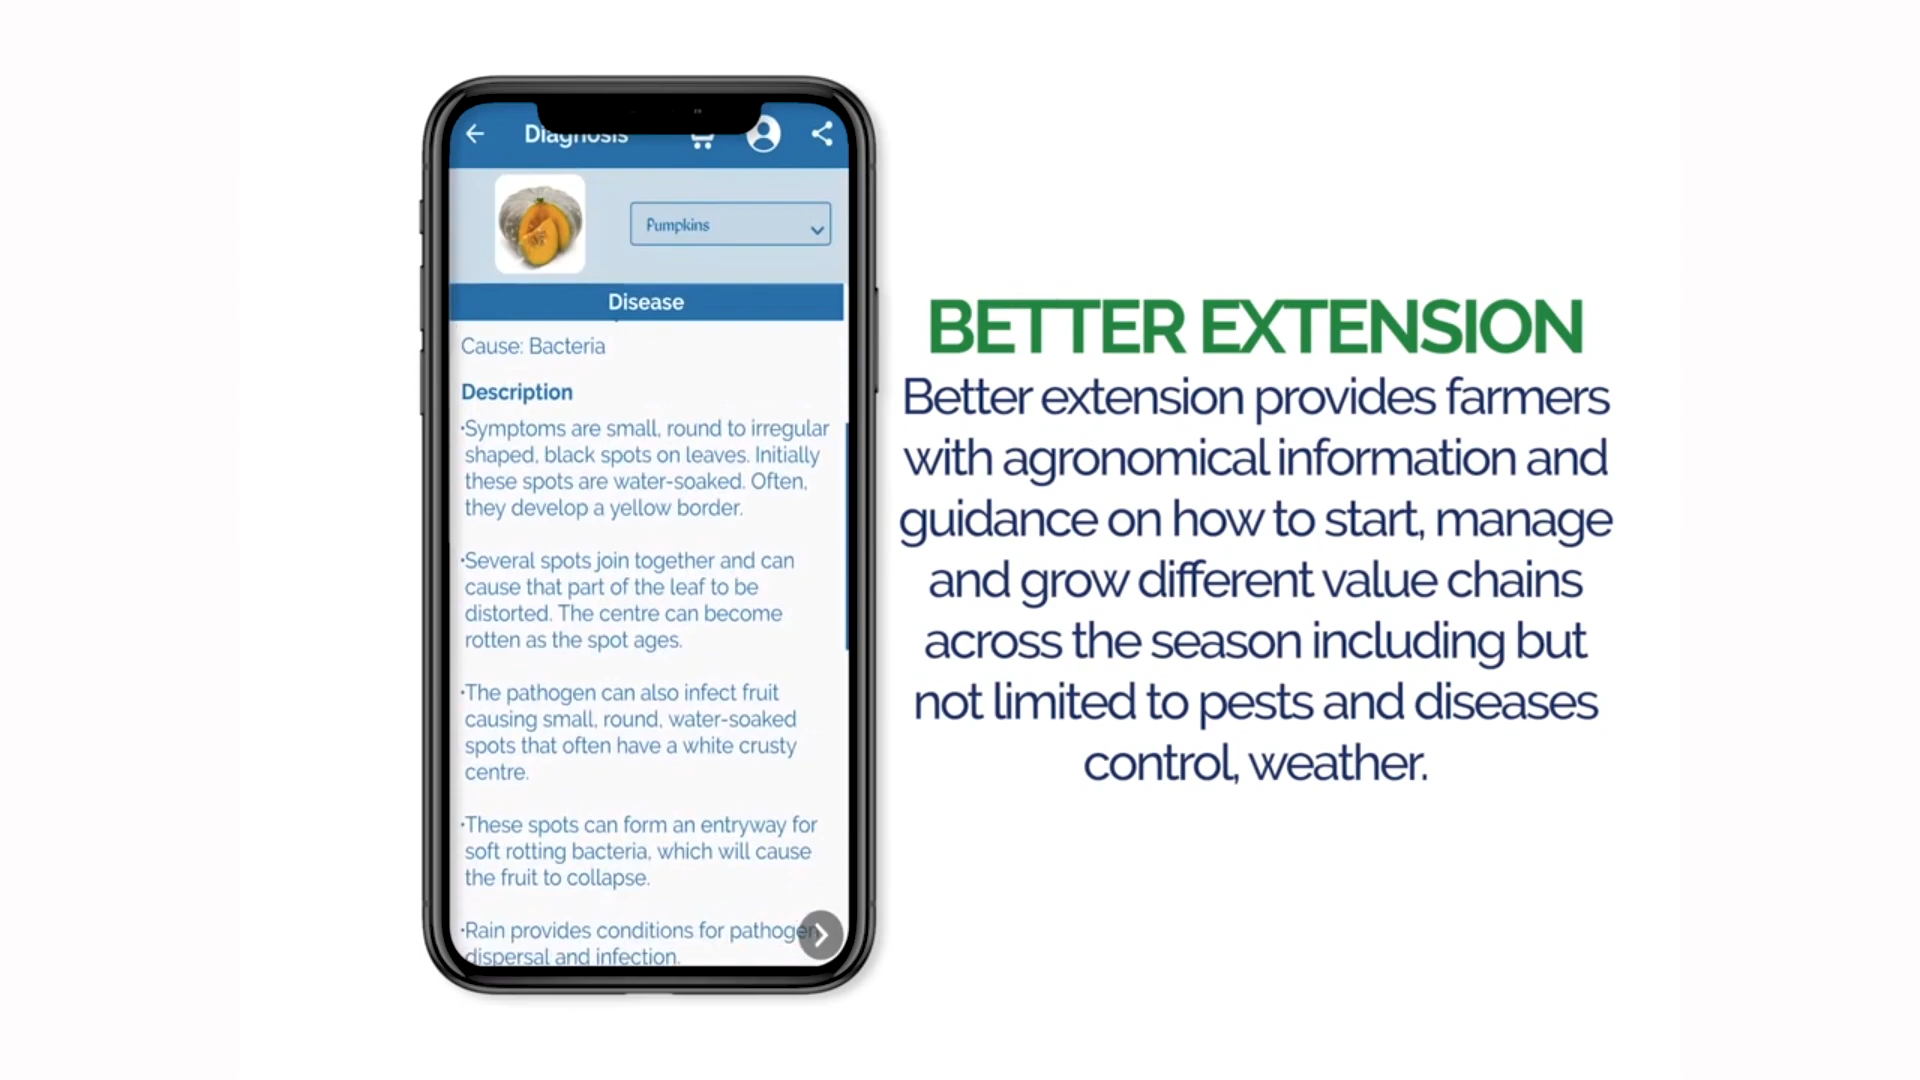 Diagnosis
Pumpkins
Disease
Cause: Bacteria
Description
•Symptoms are small, round to irregular
shaped, black spots on leaves. Initially
these spots are water-soaked. Often,
they develop a yellow border.
•Several spots join together and can
cause that part of the leaf to be
distorted. The centre can become
rotten as the spot ages.
•The pathogen can also infect fruit
causing small, round, water-soaked
spots that often have a white crusty
centre.
•These spots can form an entryway for
soft rotting bacteria, which will cause
the fruit to collapse.
•Rain provides conditions for pathogen
dispersal and infection.
BETTER EXTENSION
Better extension provides farmers
with agronomical information and
guidance on how to start, manage
and grow different value chains
across the season including but
not limited to pests and diseases
control, weather.